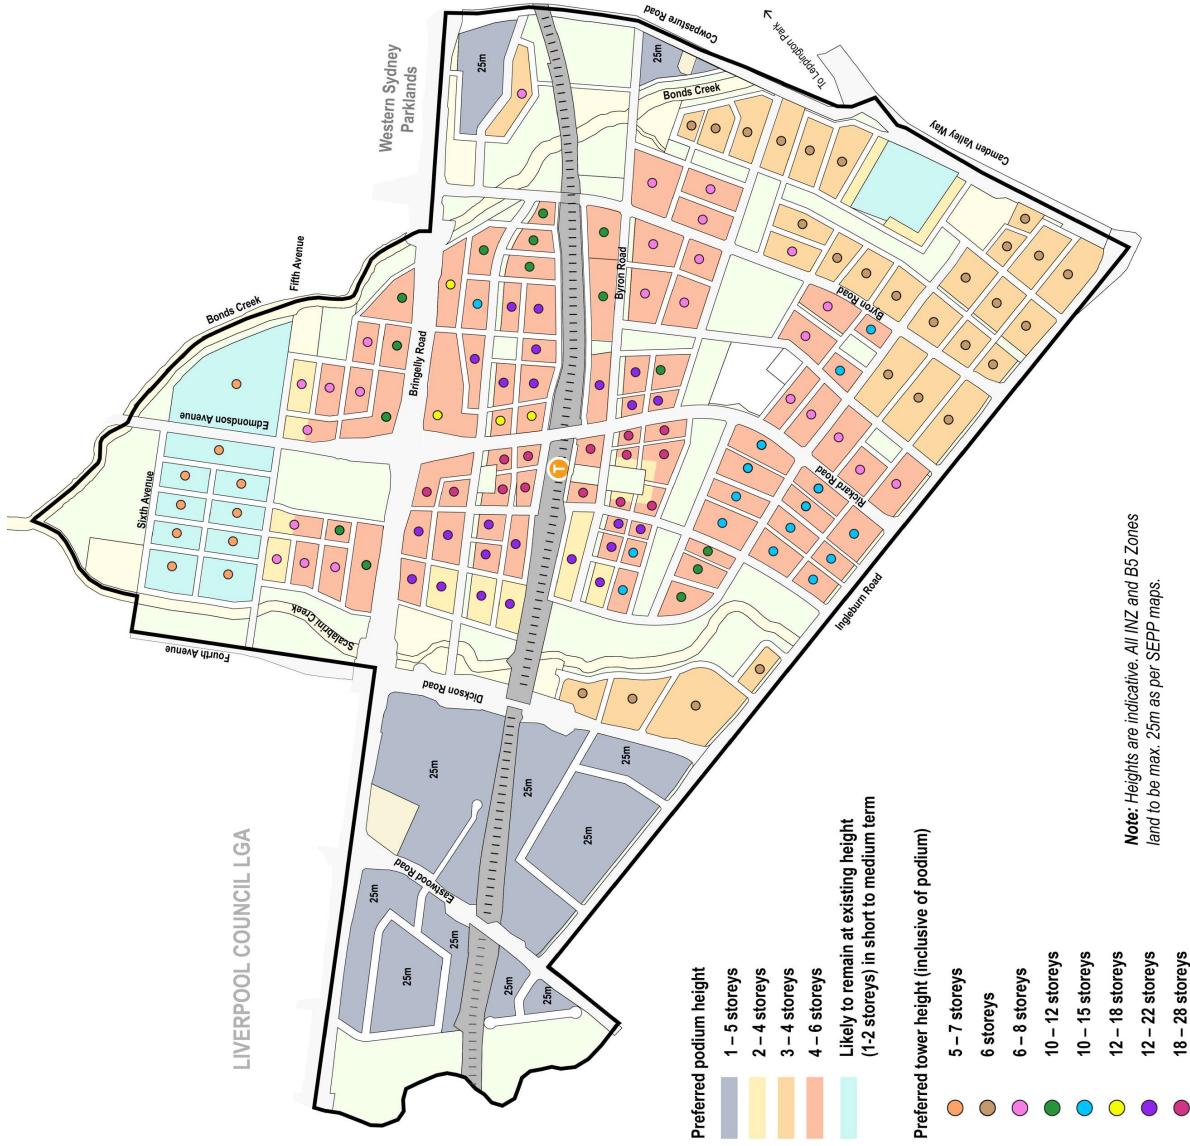 Western Sydney
Parklands
LIVERPOOL COUNCIL LGA
Cowpasture Road
To Leppington Park
Camden Valley Way
Bonds Creek
Bonds Creek
Fifth Avenue
Edmondson Avenue
Sixth Avenue
Bringelly Road
Byron Road
Byron Road
Rickard Road
Ingleburn Road
Scalabrini Creek
Fourth Avenue
Dickson Road
Eastwood Road
T
25m
25m
25m
25m
25m
25m
25m
25m
25m
25m
25m
Preferred podium height
1 – 5 storeys
2 – 4 storeys
3 – 4 storeys
4 – 6 storeys
Likely to remain at existing height
(1-2 storeys) in short to medium term
Preferred tower height (inclusive of podium)
5 – 7 storeys
6 storeys
6 – 8 storeys
10 – 12 storeys
10 – 15 storeys
12 – 18 storeys
12 – 22 storeys
18 – 28 storeys
Note: Heights are indicative. All IN2 and B5 Zones
land to be max. 25m as per SEPP maps.